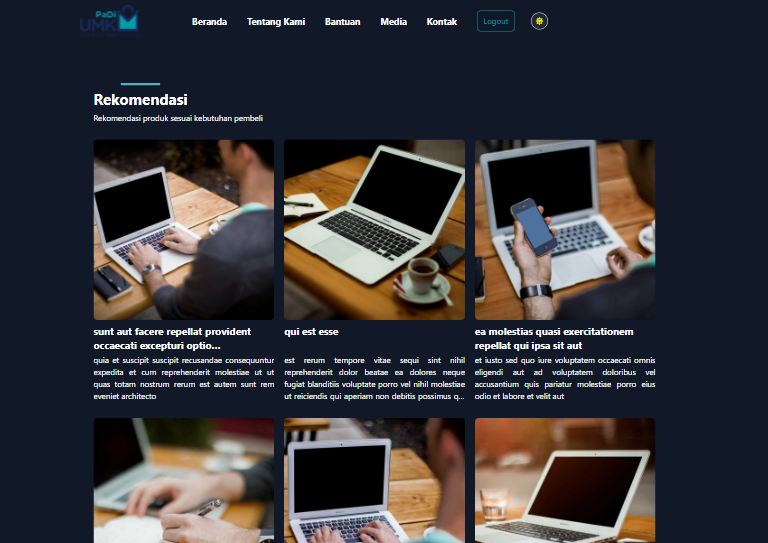 PaDi
UMK
Beranda Tentang Kami Bantuan Media Kontak Logout
Rekomendasi
Rekomendasi produk sesuai kebutuhan pembeli
sunt aut facere repellat provident
occaecati excepturi optio...
quia et suscipit suscipit recusandae consequuntur
expedita et cum reprehenderit molestiae ut ut
quas totam nostrum rerum est autem sunt rem
eveniet architecto
qui est esse
est rerum tempore vitae sequi sint nihil
reprehenderit dolor beatae ea dolores neque
fugiat blanditiis voluptate porro vel nihil molestiae
ut reiciendis qui aperiam non debitis possimus q...
ea molestias quasi exercitationem
repellat qui ipsa sit aut
et iusto sed quo iure voluptatem occaecati omnis
eligendi aut ad voluptatem doloribus vel
accusantium quis pariatur molestiae porro eius
odio et labore et velit aut